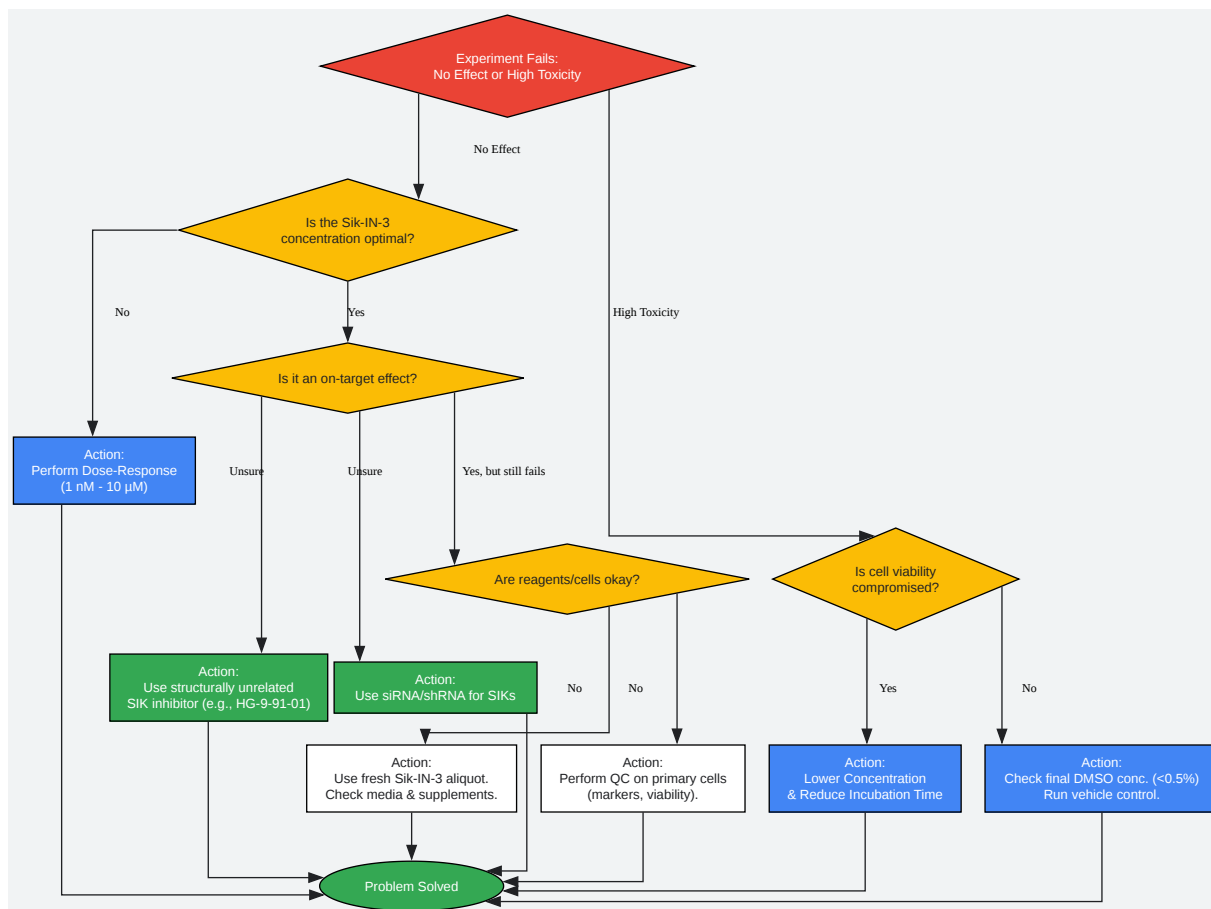 Experiment Fails:
No Effect or High Toxicity
No Effect
Is the Sik-IN-3
concentration optimal?
No
Yes
High Toxicity
Is it an on-target effect?
Action:
Perform Dose-Response
(1 nM - 10 µM)
Unsure
Unsure
Yes, but still fails
Are reagents/cells okay?
Is cell viability
compromised?
Action:
Use structurally unrelated
SIK inhibitor (e.g., HG-9-91-01)
Action:
Use siRNA/shRNA for SIKs
No
No
Yes
No
Action:
Use fresh Sik-IN-3 aliquot.
Check media & supplements.
Action:
Perform QC on primary cells
(markers, viability).
Action:
Lower Concentration
& Reduce Incubation Time
Action:
Check final DMSO conc. (<0.5%)
Run vehicle control.
Problem Solved